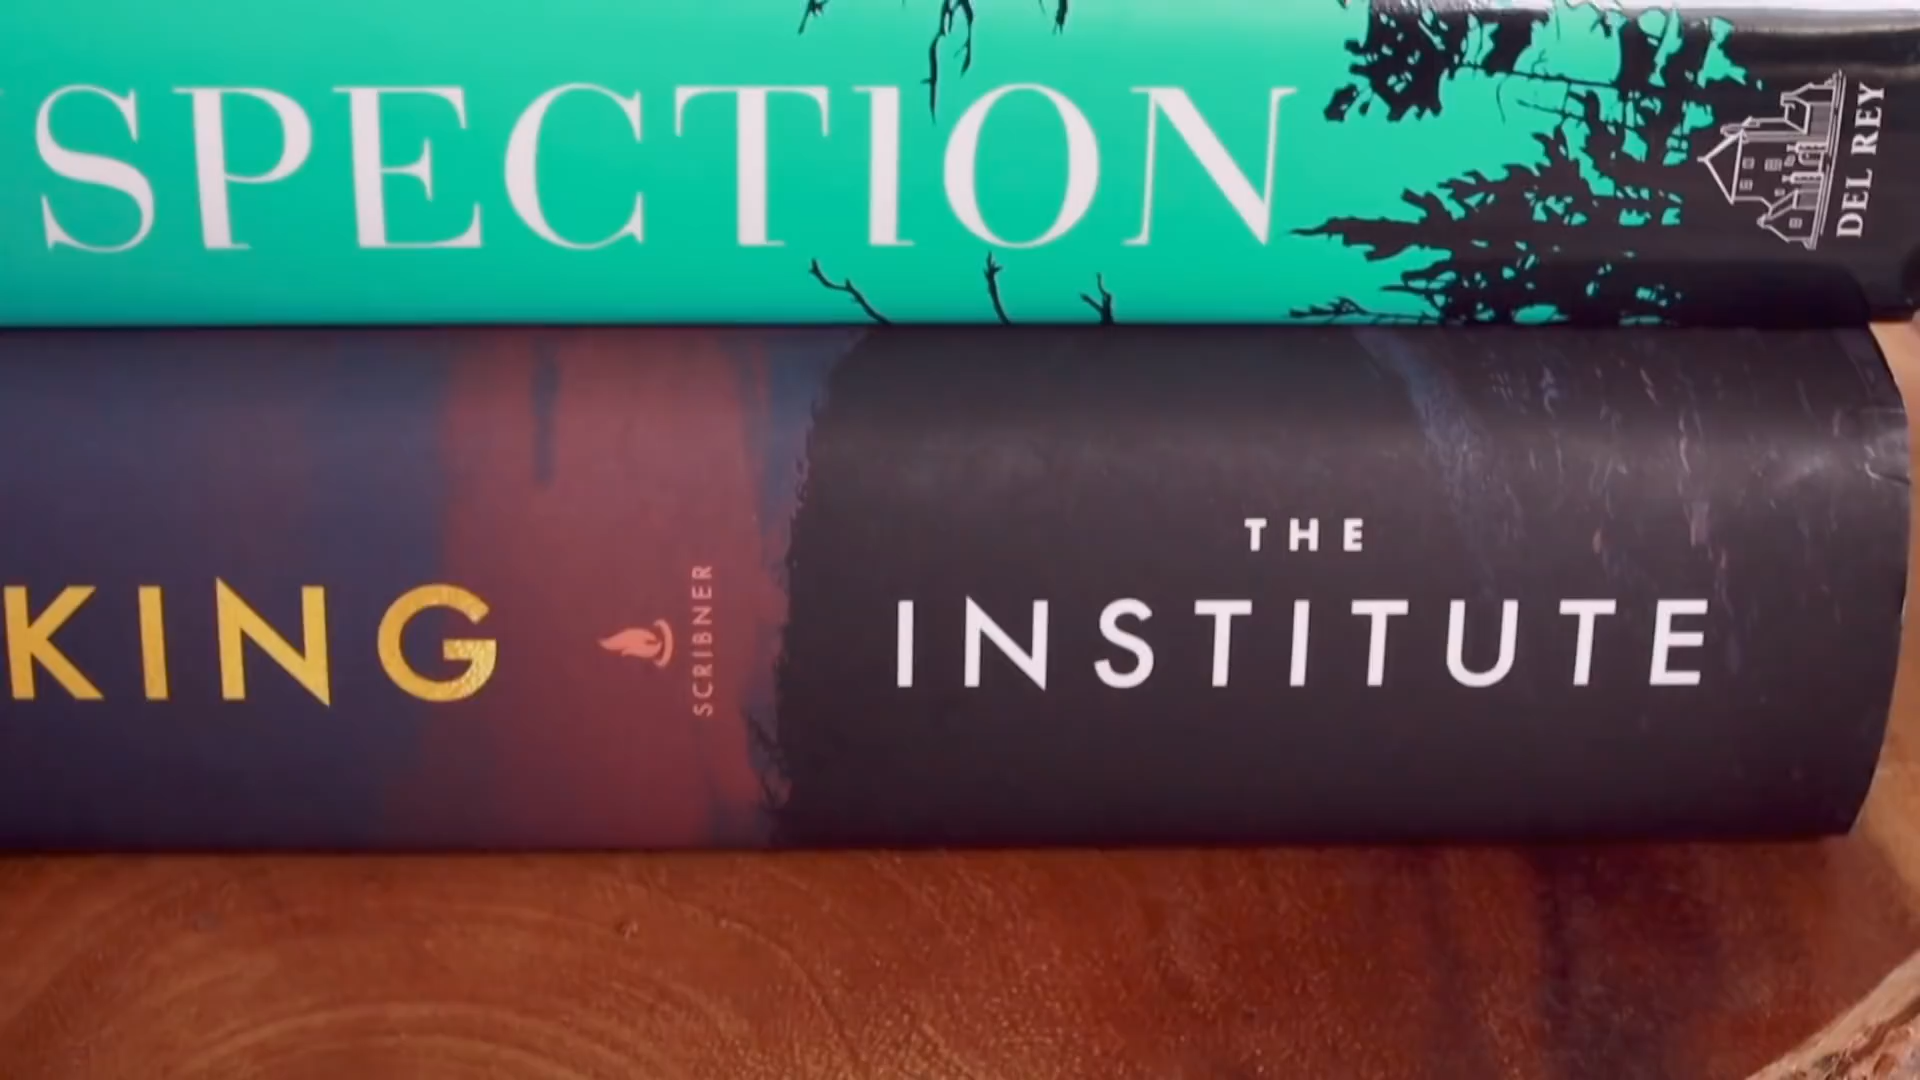 SPECTION
DEL REY
KING
SCRIBNER
THE
INSTITUTE